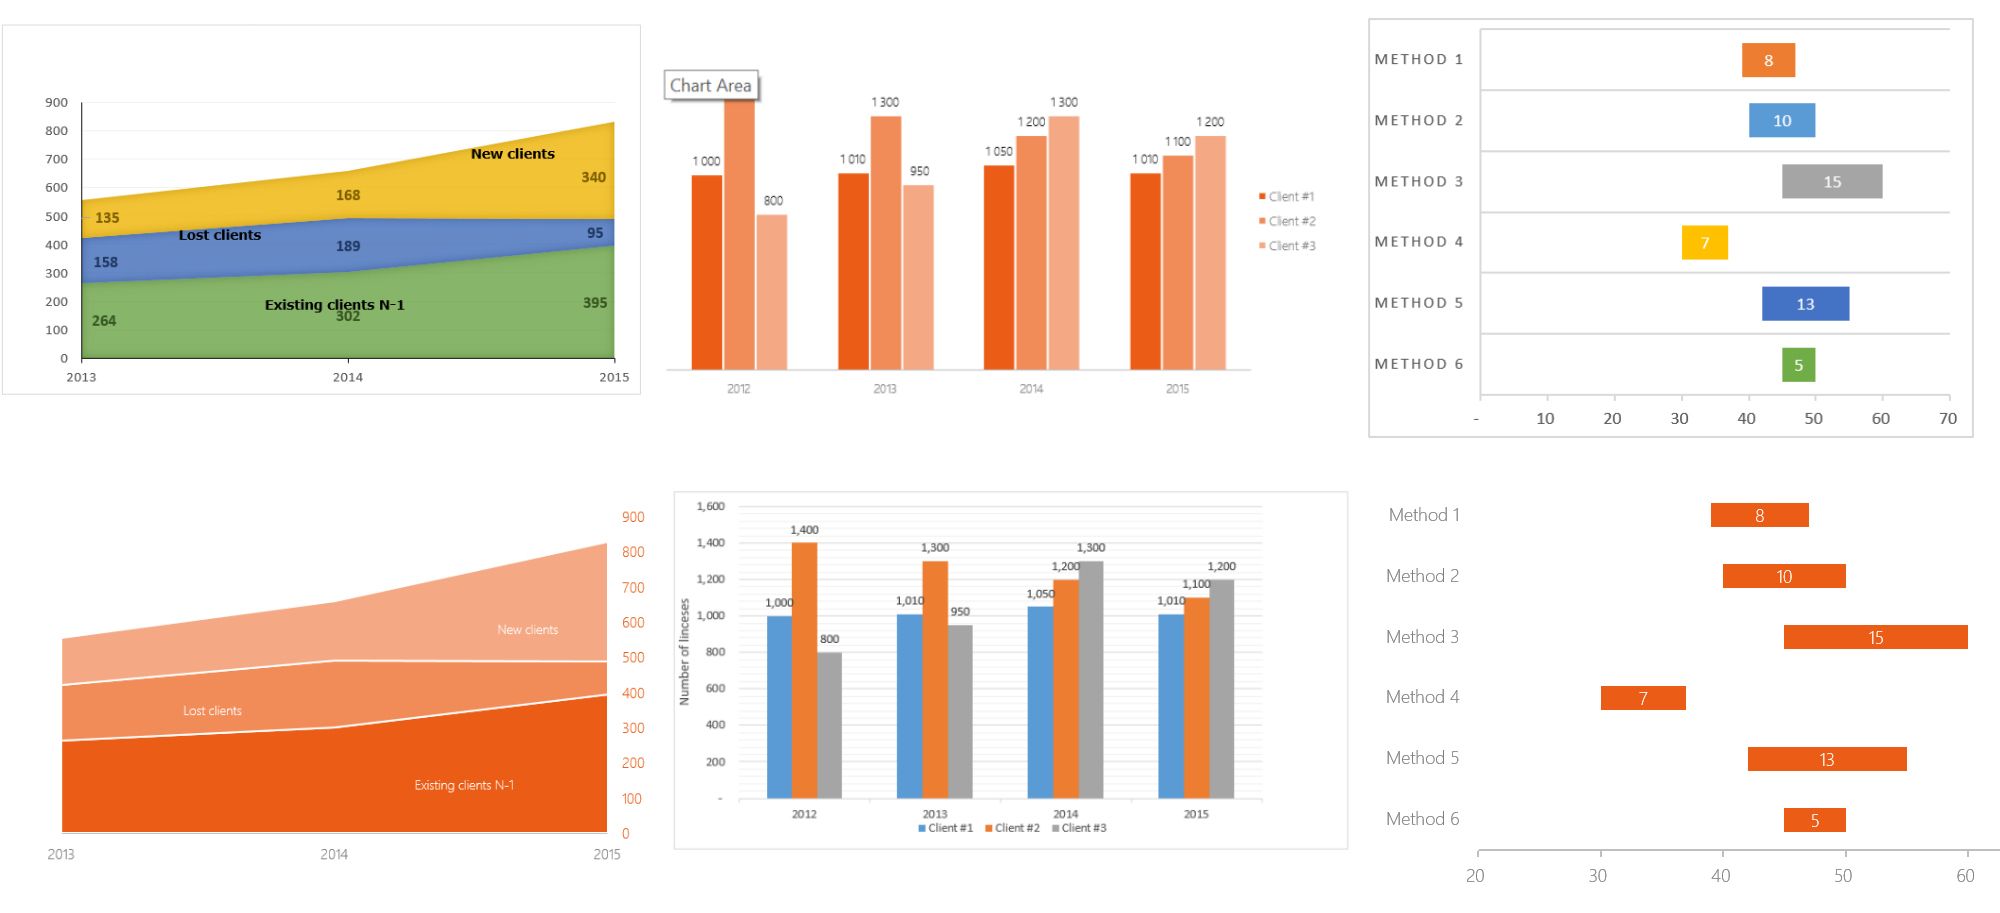 900
800
700
600
500
400
300
200
100
0
New clients
340
168
135
Lost clients
95
189
158
Existing clients N-1
395
302
264
2013 2014 2015
Chart Area
1 000
800
1 300
950
1 050
1 200
1 300
1 010
1 010
1 100
1 200
2012 2013 2014 2015
Client #1
Client #2
Client #3
METHOD 1 8
METHOD 2 10
METHOD 3 15
METHOD 4 7
METHOD 5 13
METHOD 6 5
- 10 20 30 40 50 60 70
900
800
700
600
500
400
300
200
100
0
New clients
Lost clients
Existing clients N-1
2013 2014 2015
Number of linceses
1,600
1,400
1,200
1,000
800
600
400
200
-
1,000
1,400
800
1,010
1,300
950
1,050
1,200
1,300
1,010
1,100
1,200
2012 2013 2014 2015
Client #1 Client #2 Client #3
Method 1 8
Method 2 10
Method 3 15
Method 4 7
Method 5 13
Method 6 5
20 30 40 50 60